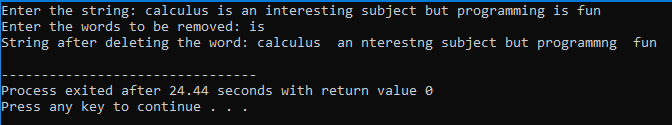 Enter the string: calculus is an interesting subject but programming is fun
Enter the words to be removed: is
String after deleting the word: calculus  an nterestng subject but programmng  fun
--------------------------------
Process exited after 24.44 seconds with return value 0
Press any key to continue . . .